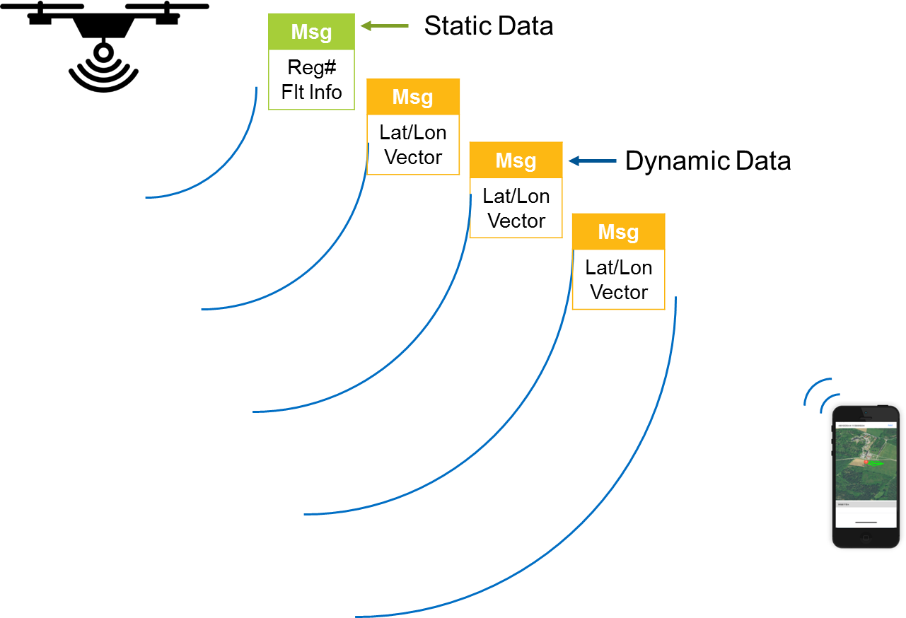 Msg
Static Data
Reg#
Flt Info
Msg
Lat/Lon
Vector
Msg
Dynamic Data
Lat/Lon
Vector
Msg
Lat/Lon
Vector